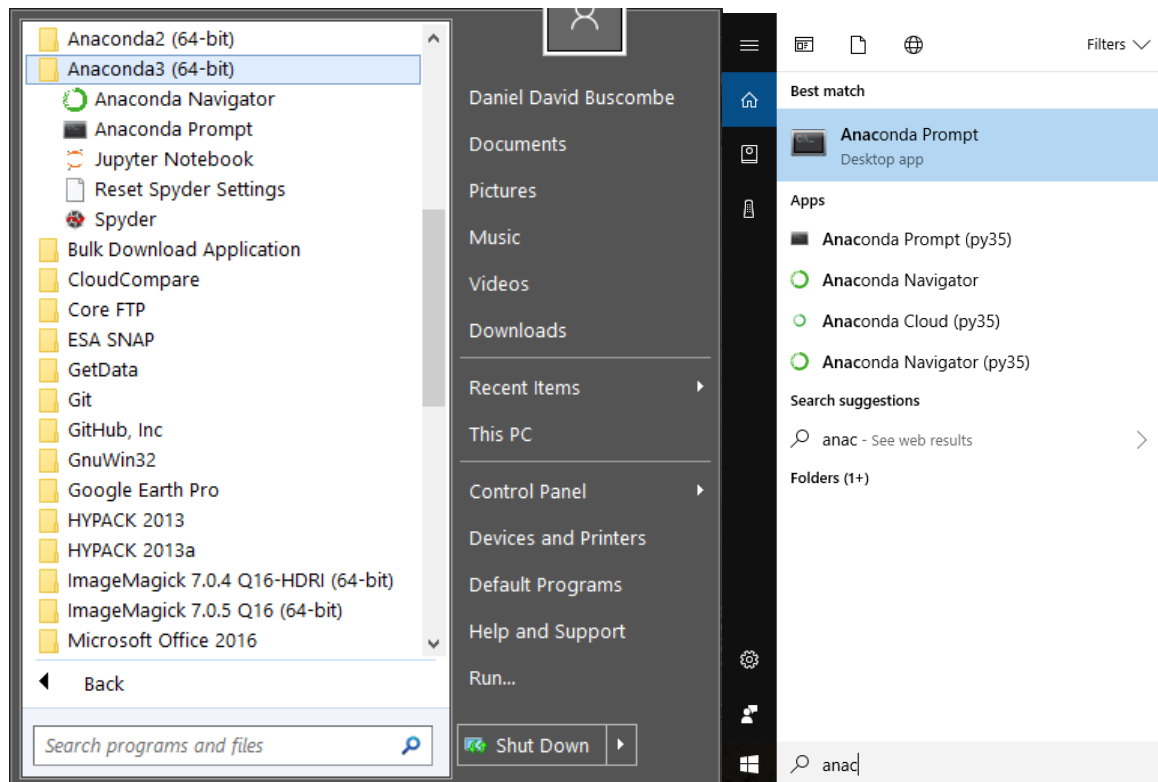 Anaconda2 (64-bit)
Anaconda3 (64-bit)
Anaconda Navigator
Anaconda Prompt
Jupyter Notebook
Reset Spyder Settings
Spyder
Bulk Download Application
CloudCompare
Core FTP
ESA SNAP
GetData
Git
GitHub, Inc
GnuWin32
Google Earth Pro
HYPACK 2013
HYPACK 2013a
ImageMagick 7.0.4 Q16-HDRI (64-bit)
ImageMagick 7.0.5 Q16 (64-bit)
Microsoft Office 2016
Back
Search programs and files
Daniel David Buscombe
Documents
Pictures
Music
Videos
Downloads
Recent Items
This PC
Control Panel
Devices and Printers
Default Programs
Help and Support
Run...
Shut Down
Filters
Best match
Anaconda Prompt
Desktop app
Apps
Anaconda Prompt (py35)
Anaconda Navigator
Anaconda Cloud (py35)
Anaconda Navigator (py35)
Search suggestions
anac - See web results
Folders (1+)
anac